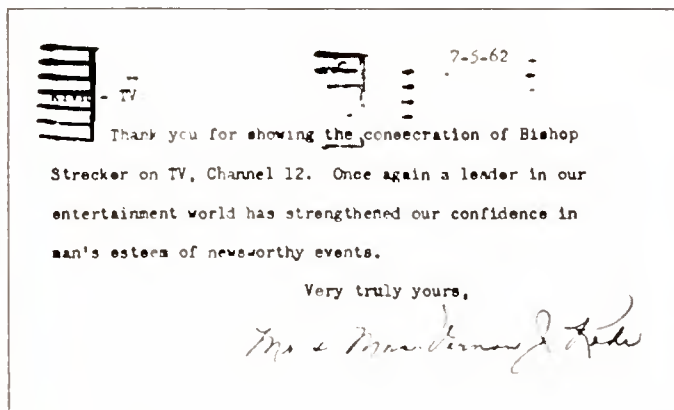 7-5-62
- TV
Thank you for showing the consecration of Bishop
Strecker on TV, Channel 12. Once again a leader in our
entertainment world has strengthened our confidence in
man's esteem of newsworthy events.
Very truly yours,
Mr & Mrs. Vernon J.